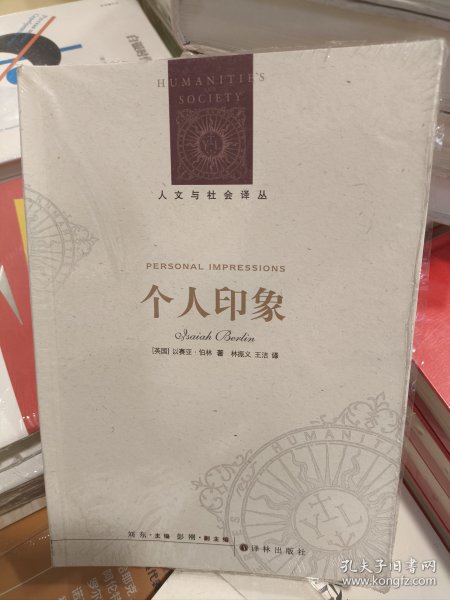 HUMANITIES
SOCIETY
人文与社会译丛
PERSONAL IMPRESSIONS
个人印象
Isaiah Berlin
[英国] 以赛亚·伯林 著 林振义 王洁 译
HUMANITIES
刘东·主编 彭刚·副主编
译林出版社
孔夫子旧书网
www.kongfz.com